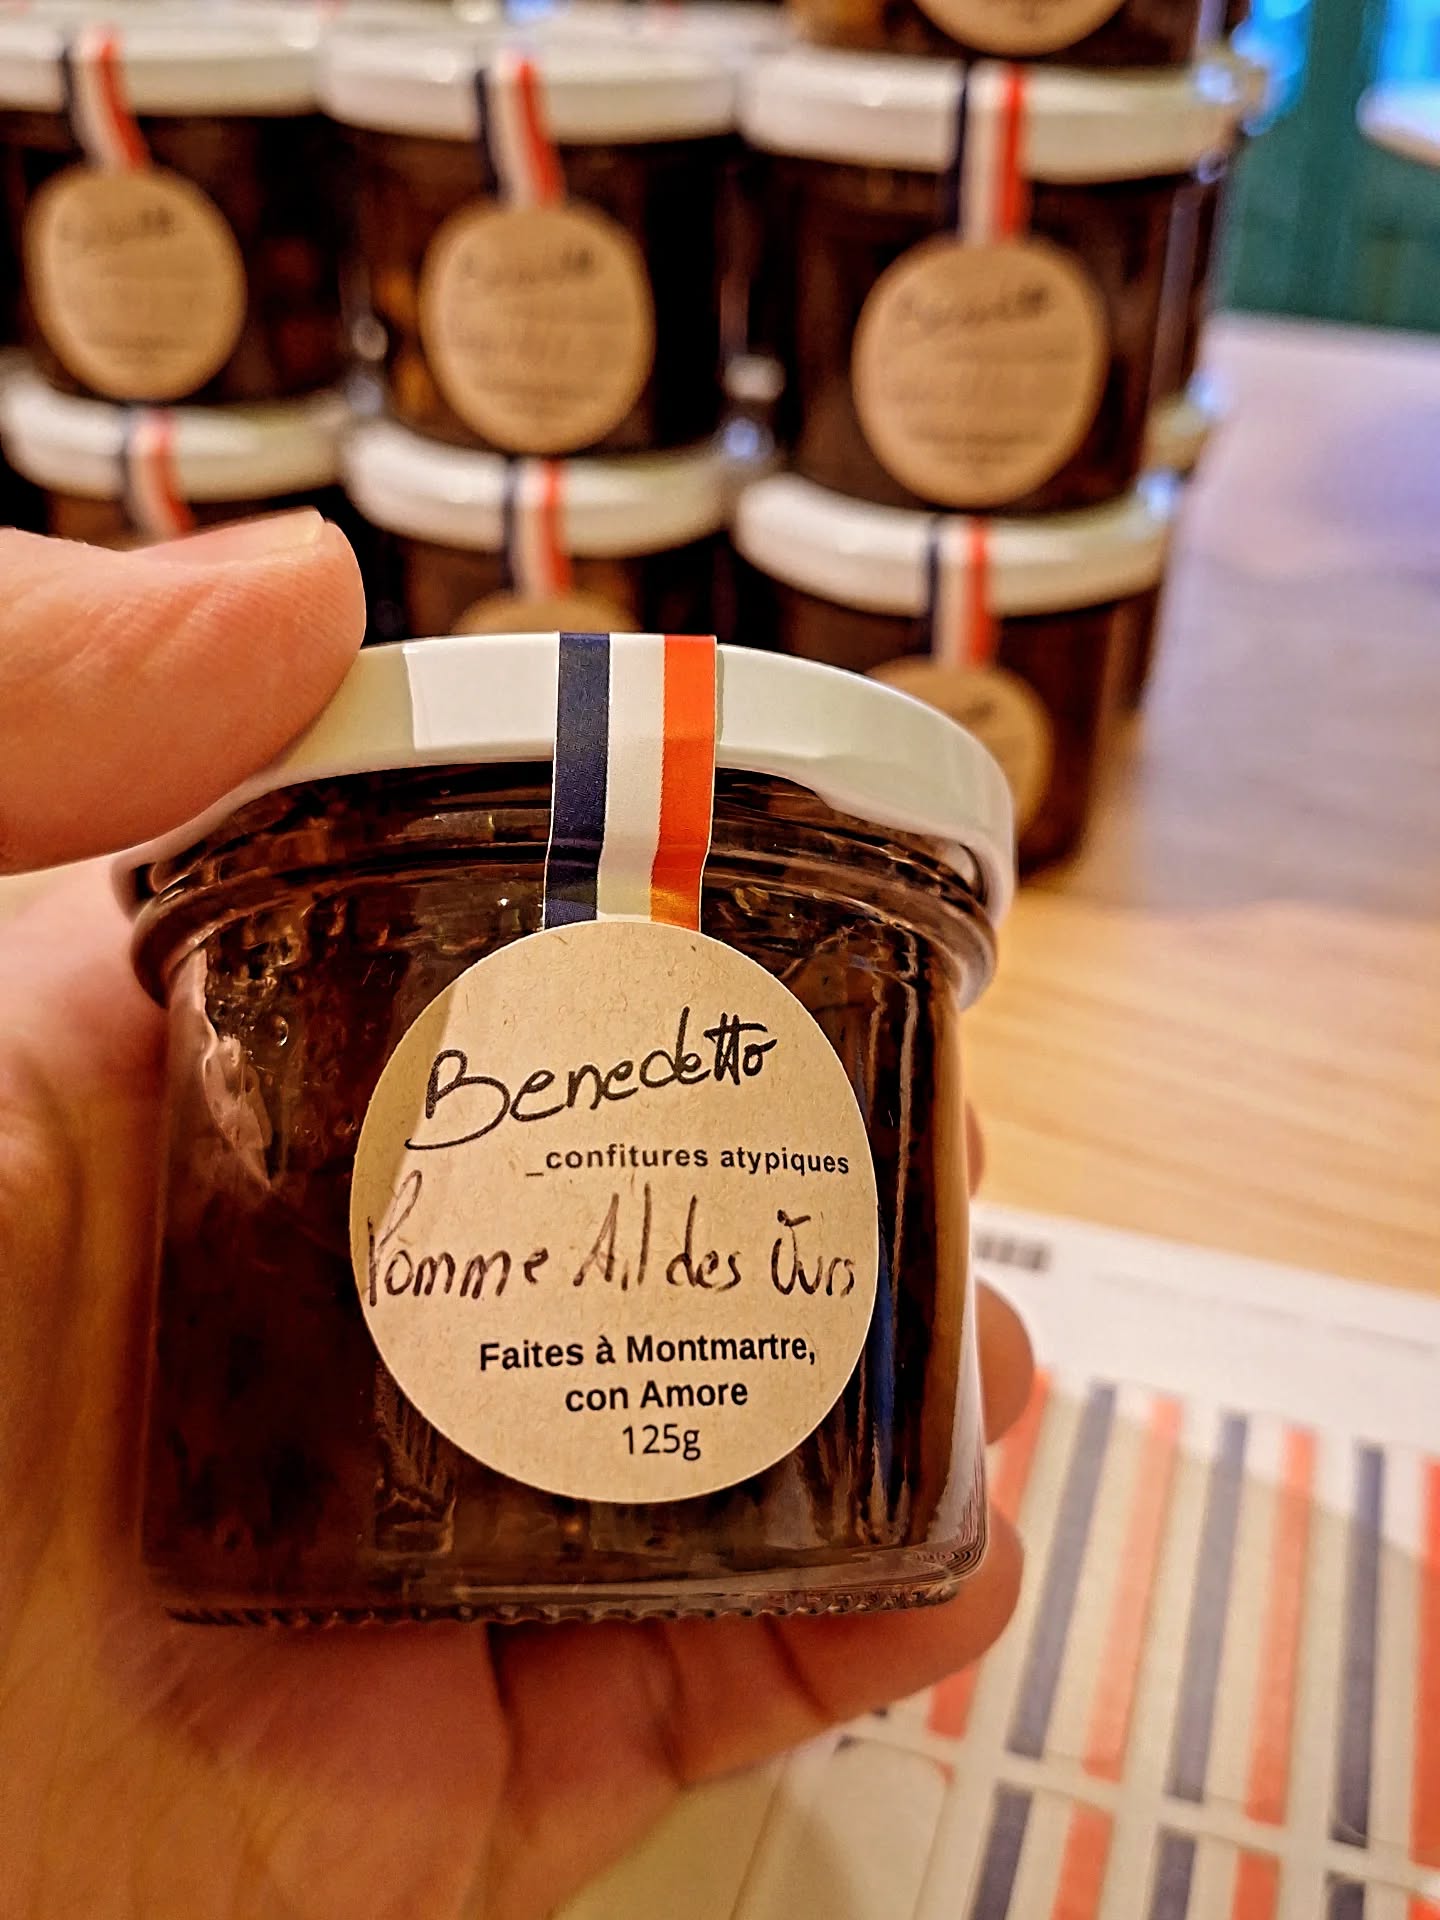 Benedetto
_confitures atypiques
Pomme Ail des Ours
Faites à Montmartre,
con Amore
125g